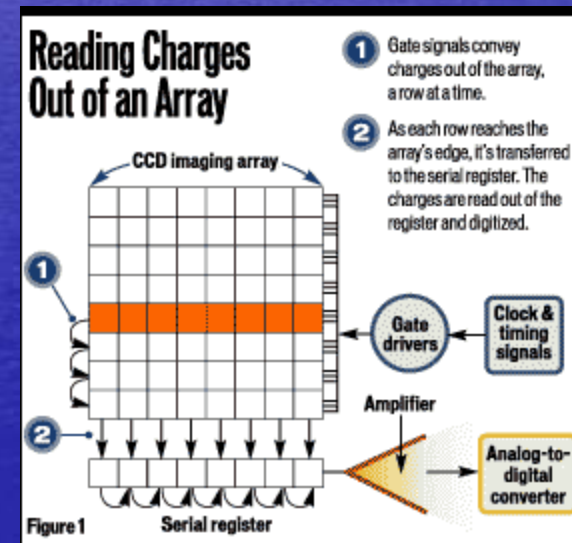 Reading Charges
Out of an Array
1 Gate signals convey
charges out of the array,
a row at a time.
2 As each row reaches the
array's edge, it's transferred
to the serial register. The
charges are read out of the
register and digitized.
CCD imaging array
1
Gate
drivers
Clock &
timing
signals
2
Amplifier
Analog-to-
digital
converter
Figure 1
Serial register